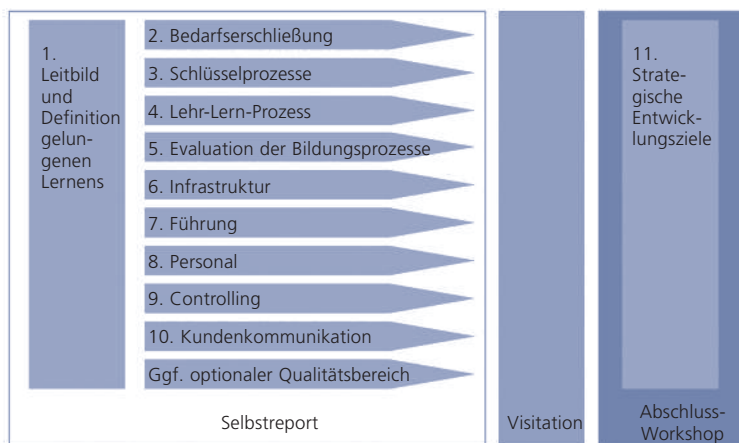 1.
Leitbild
und
Definition
gelun-
genen
Lernens
2. Bedarfserschließung
3. Schlüsselprozesse
4. Lehr-Lern-Prozess
5. Evaluation der Bildungsprozesse
6. Infrastruktur
7. Führung
8. Personal
9. Controlling
10. Kundenkommunikation
Ggf. optionaler Qualitätsbereich
Selbstreport
Visitation
11.
Strate-
gische
Entwick-
lungsziele
Abschluss-
Workshop